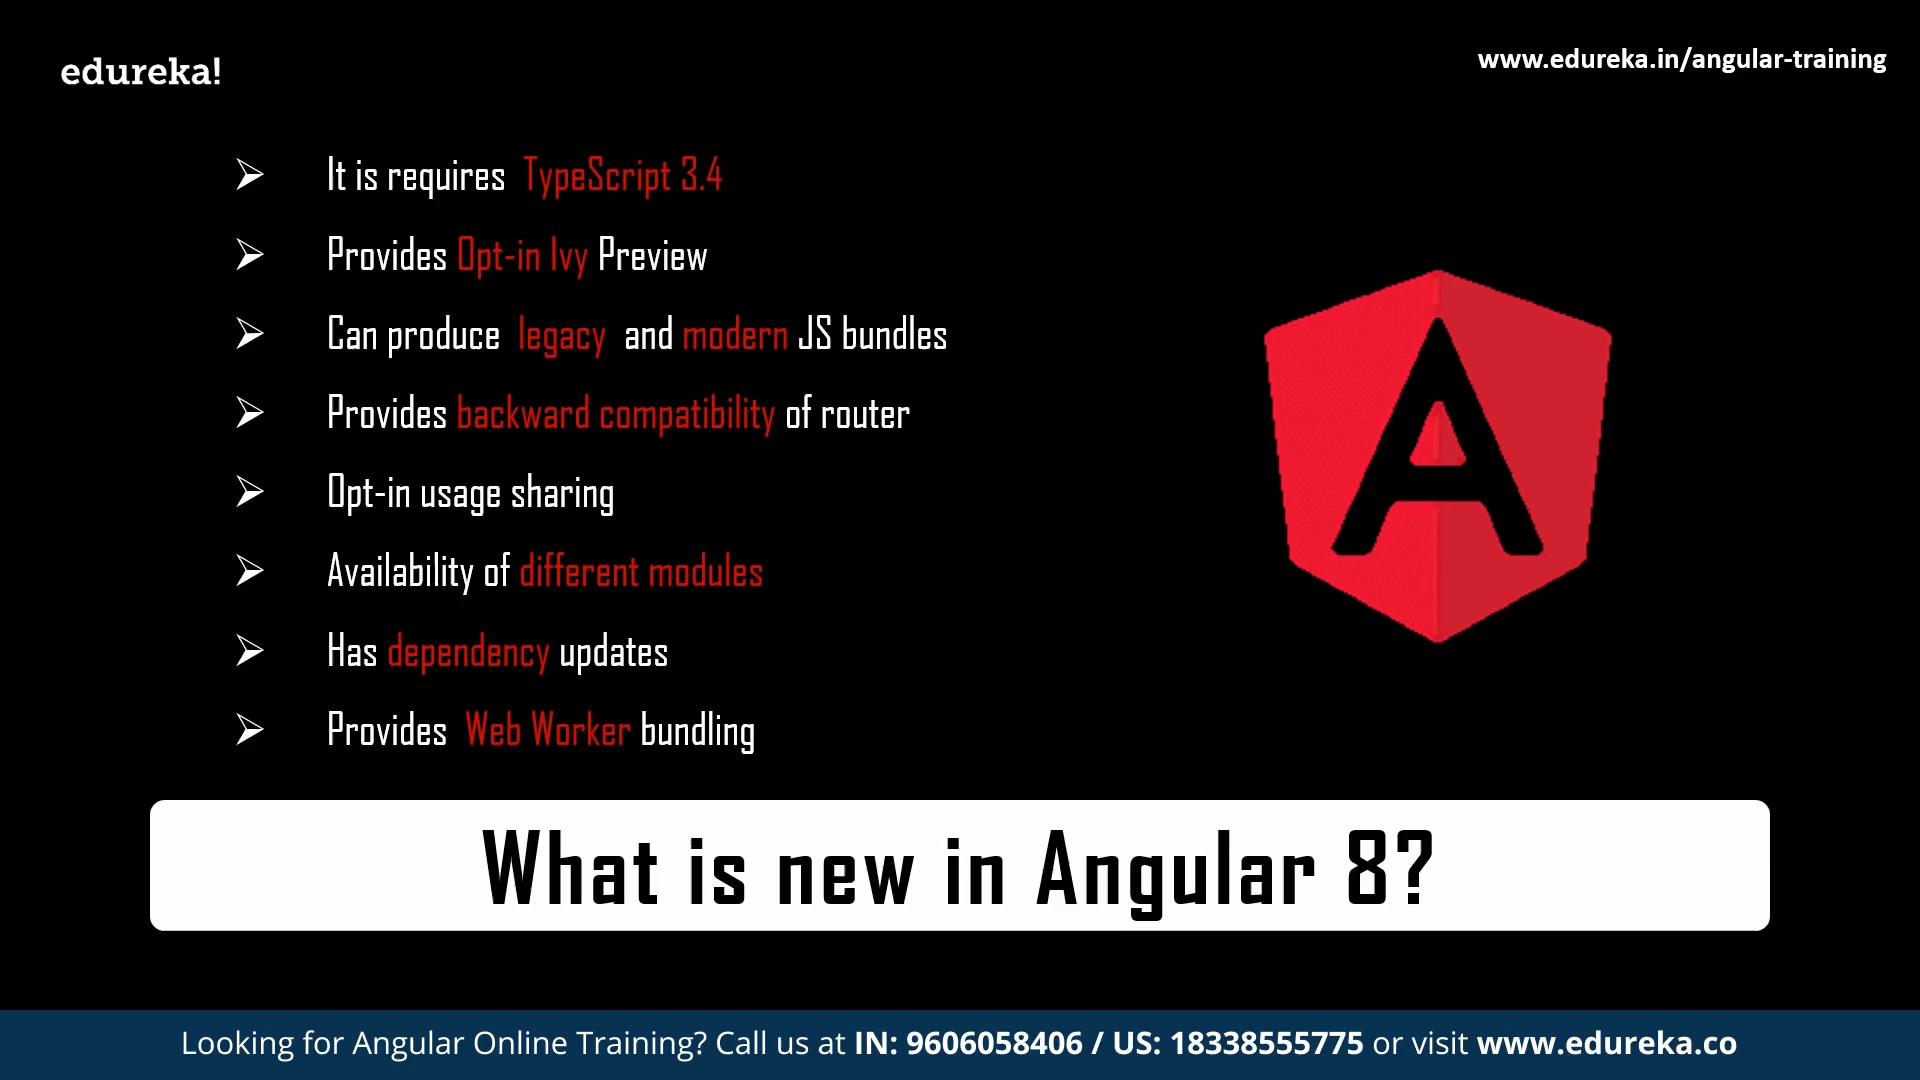 edureka!
www.edureka.in/angular-training
It is requires TypeScript 3.4
Provides Opt-in Ivy Preview
Can produce legacy and modern JS bundles
Provides backward compatibility of router
Opt-in usage sharing
Availability of different modules
Has dependency updates
Provides Web Worker bundling
What is new in Angular 8?
Looking for Angular Online Training? Call us at IN: 9606058406 / US: 18338555775 or visit www.edureka.co